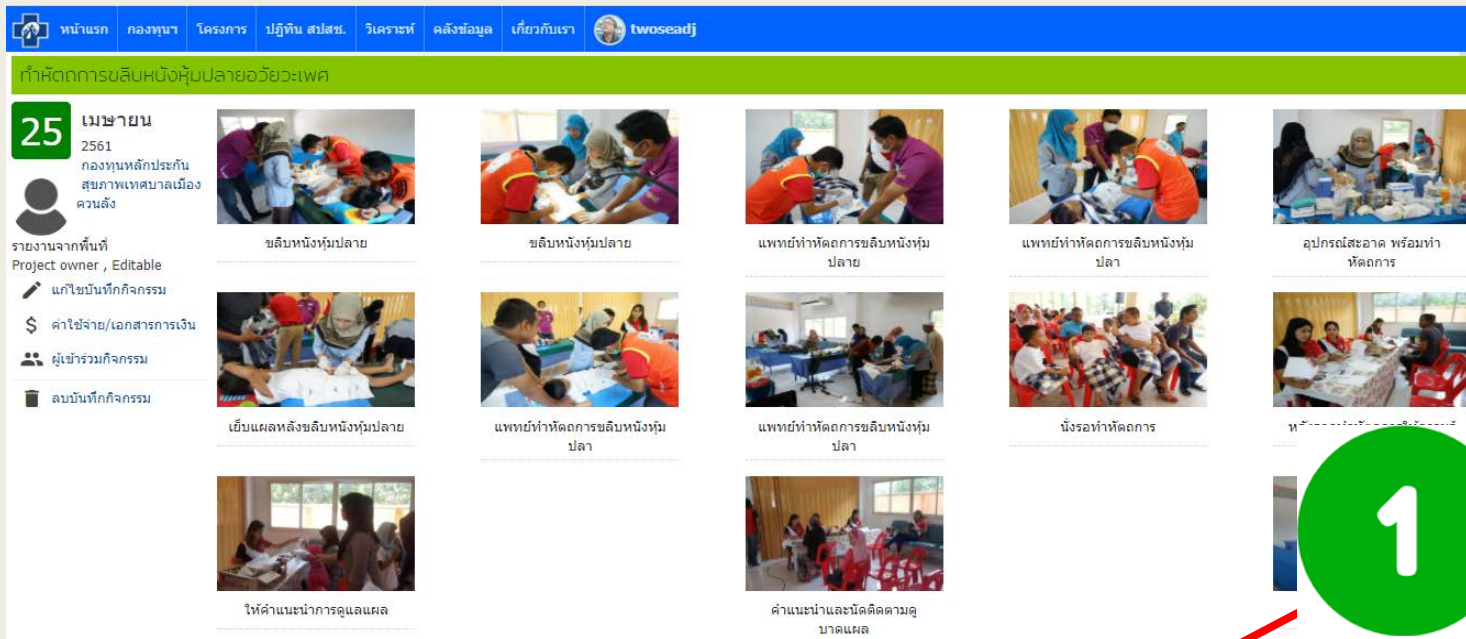 หน้าแรก กองทุนฯ โครงการ ปฏิทิน สปสช. วิเคราะห์ คลังข้อมูล เกี่ยวกับเรา twoseadj
ทำหัตถการขลิบหนังหุ้มปลายอวัยวะเพศ
25 เมษายน
2561
กองทุนหลักประกัน
สุขภาพเทศบาลเมือง
ควนลัง
รายงานจากพื้นที่
Project owner , Editable
แก้ไขบันทึกกิจกรรม
ค่าใช้จ่าย/เอกสารการเงิน
ผู้เข้าร่วมกิจกรรม
ลบบันทึกกิจกรรม
ขลิบหนังหุ้มปลาย
ขลิบหนังหุ้มปลาย
แพทย์ทำหัตถการขลิบหนังหุ้ม
ปลาย
แพทย์ทำหัตถการขลิบหนังหุ้ม
ปลา
อุปกรณ์สะอาด พร้อมทำ
หัตถการ
เย็บแผลหลังขลิบหนังหุ้มปลาย
แพทย์ทำหัตถการขลิบหนังหุ้ม
ปลา
แพทย์ทำหัตถการขลิบหนังหุ้ม
ปลา
นั่งรอทำหัตถการ
ให้คำแนะนำการดูแลแผล
คำแนะนำและนัดติดตามดู
บาดแผล
1